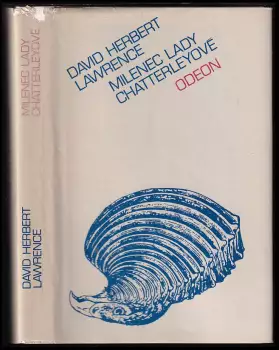 DAVID HERBERT
LAWRENCE
MILENEC LADY
CHATTERLEYOVÉ
ODEON
MILENEC LADY
CHATTERLEYOVÉ
DAVID HERBERT
LAWRENCE